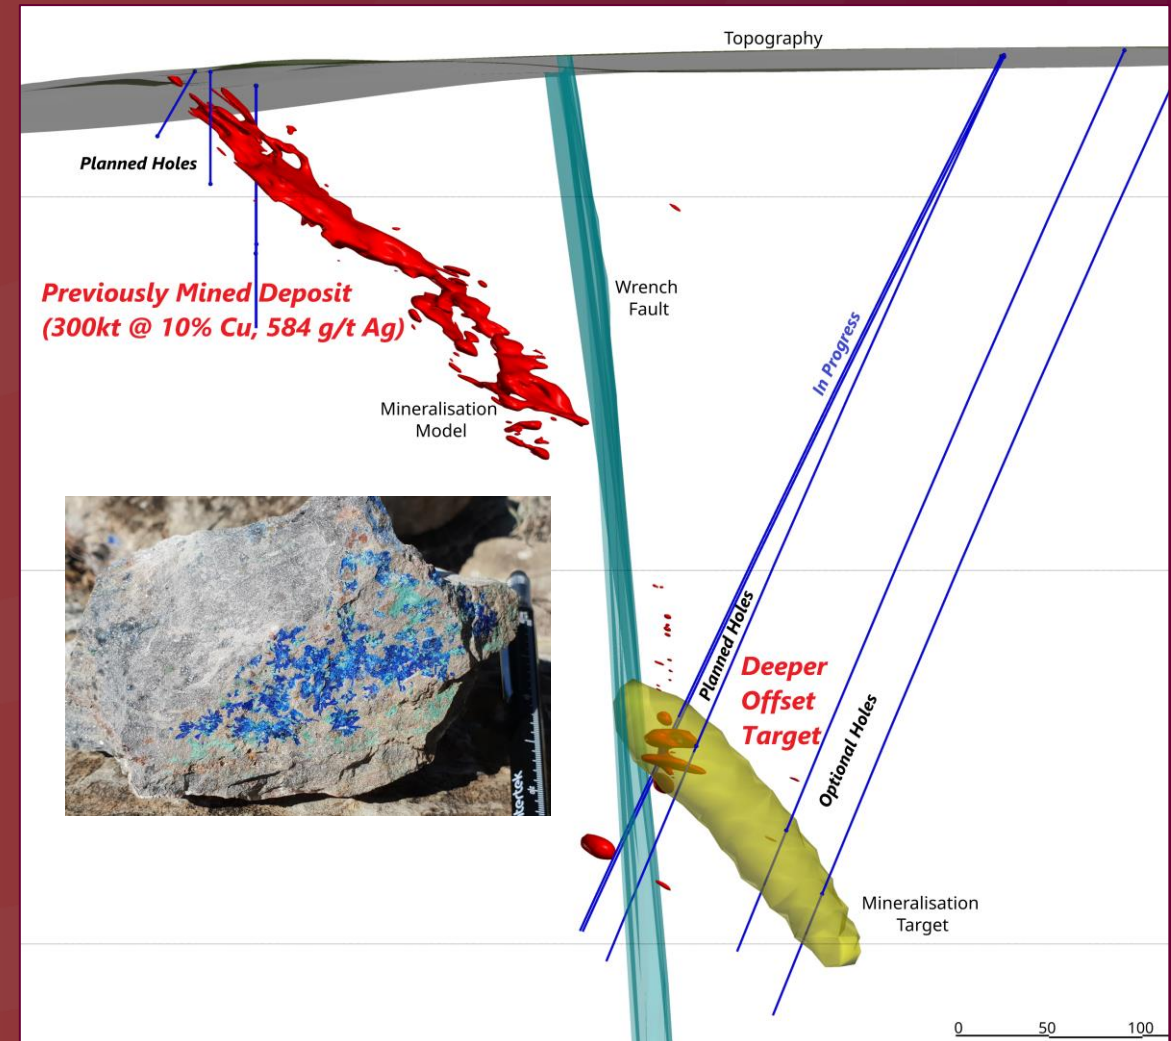 Topography
Planned Holes
Previously Mined Deposit
(300kt @ 10% Cu, 584 g/t Ag)
Wrench
Fault
In Progress
Mineralisation
Model
Planned Holes
Deeper
Offset
Target
Optional Holes
Mineralisation
Target
0 50 100